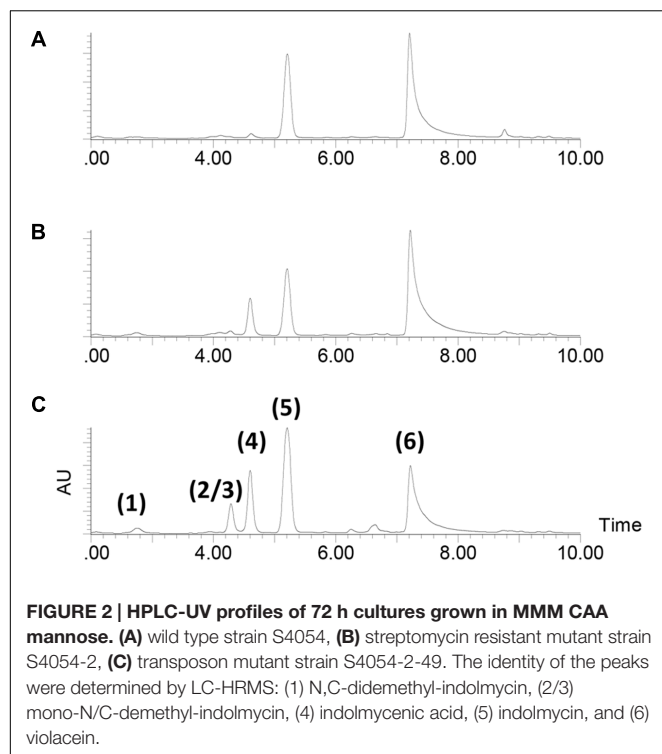 A
.00 4.00 6.00 8.00 10.00
B
.00 4.00 6.00 8.00 10.00
C
(1) (2/3) (4) (5) (6)
AU
Time
.00 4.00 6.00 8.00 10.00
FIGURE 2 | HPLC-UV profiles of 72 h cultures grown in MMM CAA
mannose. (A) wild type strain S4054, (B) streptomycin resistant mutant strain
S4054-2, (C) transposon mutant strain S4054-2-49. The identity of the peaks
were determined by LC-HRMS: (1) N,C-didemethyl-indolmycin, (2/3)
mono-N/C-demethyl-indolmycin, (4) indolmycenic acid, (5) indolmycin, and (6)
violacein.